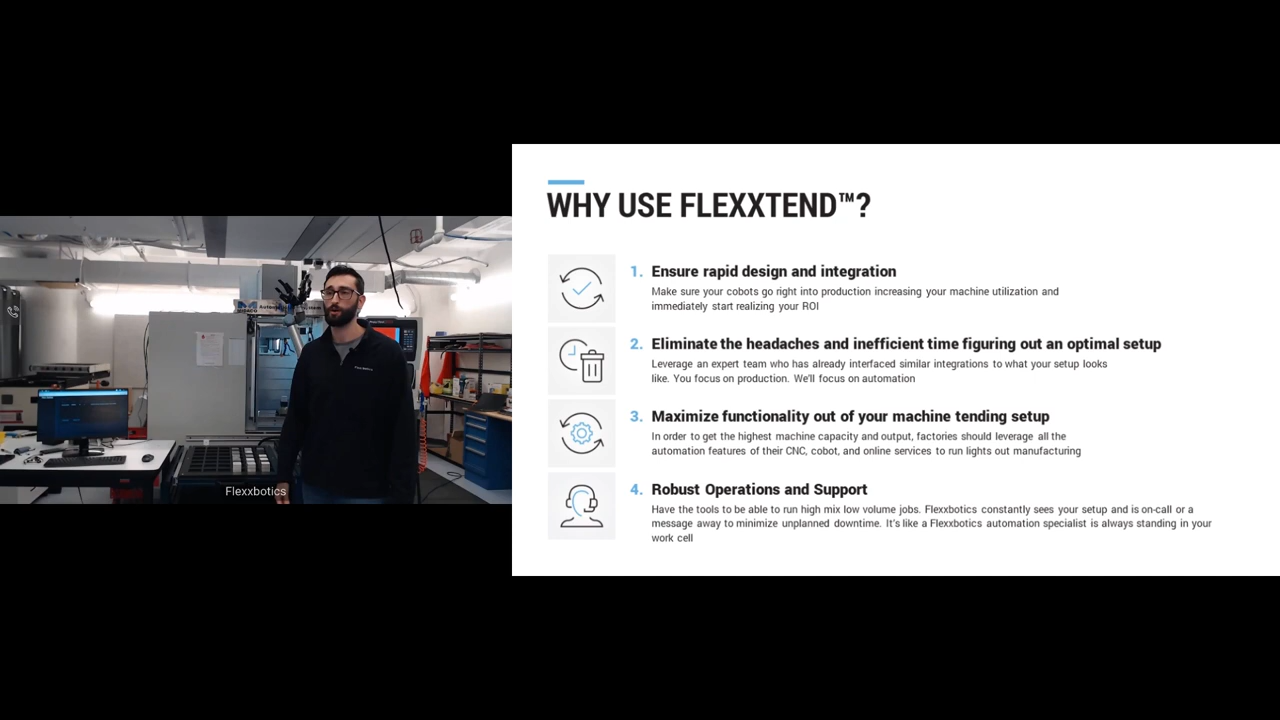 Flexxbotics
WHY USE FLEXXTEND™?
1. Ensure rapid design and integration
Make sure your cobots go right into production increasing your machine utilization and
immediately start realizing your ROI
2. Eliminate the headaches and inefficient time figuring out an optimal setup
Leverage an expert team who has already interfaced similar integrations to what your setup looks
like. You focus on production. We'll focus on automation
3. Maximize functionality out of your machine tending setup
In order to get the highest machine capacity and output, factories should leverage all the
automation features of their CNC, cobot, and online services to run lights out manufacturing
4. Robust Operations and Support
Have the tools to be able to run high mix low volume jobs. Flexxbotics constantly sees your setup and is on-call or a
message away to minimize unplanned downtime. It's like a Flexxbotics automation specialist is always standing in your
work cell